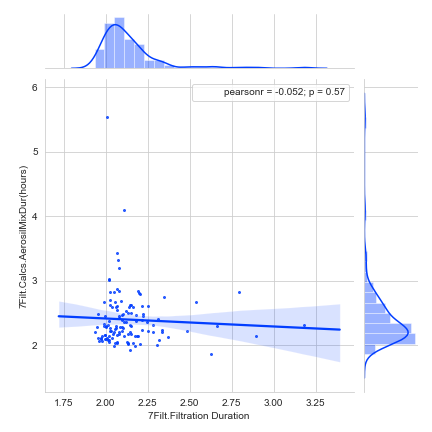 pearsonr = -0.052; p = 0.57
6
5
4
3
2
7Filt.Calcs.AerosilMixDur(hours)
1.75 2.00 2.25 2.50 2.75 3.00 3.25
7Filt.Filtration Duration